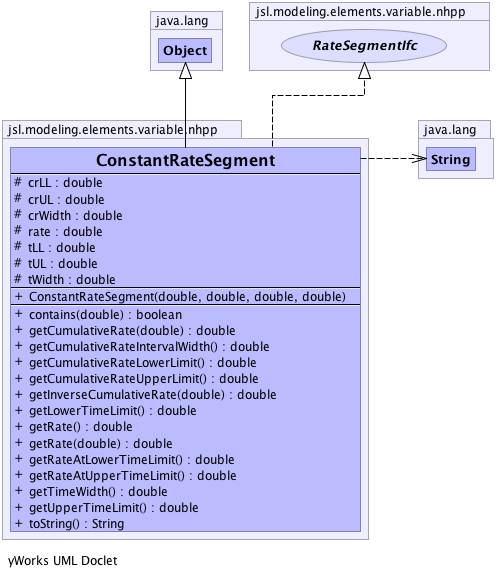 java.lang
Object
jsl.modeling.elements.variable.nhpp
RateSegmentIfc
jsl.modeling.elements.variable.nhpp
ConstantRateSegment
# crLL : double
# crUL : double
# crWidth : double
# rate : double
# tLL : double
# tUL : double
# tWidth : double
+ ConstantRateSegment(double, double, double, double)
+ contains(double) : boolean
+ getCumulativeRate(double) : double
+ getCumulativeRateIntervalWidth() : double
+ getCumulativeRateLowerLimit() : double
+ getCumulativeRateUpperLimit() : double
+ getInverseCumulativeRate(double) : double
+ getLowerTimeLimit() : double
+ getRate() : double
+ getRate(double) : double
+ getRateAtLowerTimeLimit() : double
+ getRateAtUpperTimeLimit() : double
+ getTimeWidth() : double
+ getUpperTimeLimit() : double
+ toString() : String
java.lang
String
yWorks UML Doclet